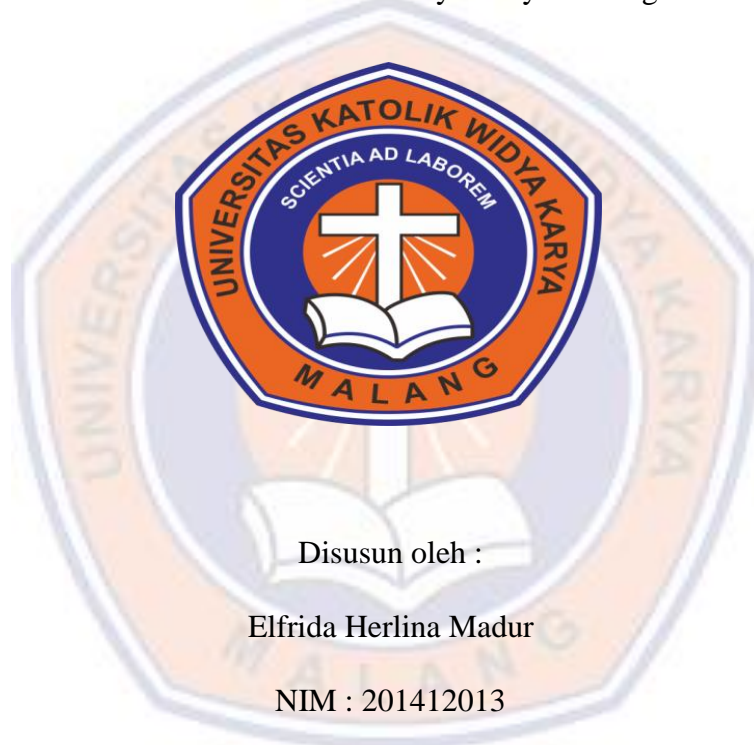 UNIVERSITAS KATOLIK WIDYA KARYA
SCIENTIA AD LABOREM
MALANG
Disusun oleh :
Elfrida Herlina Madur
NIM : 201412013